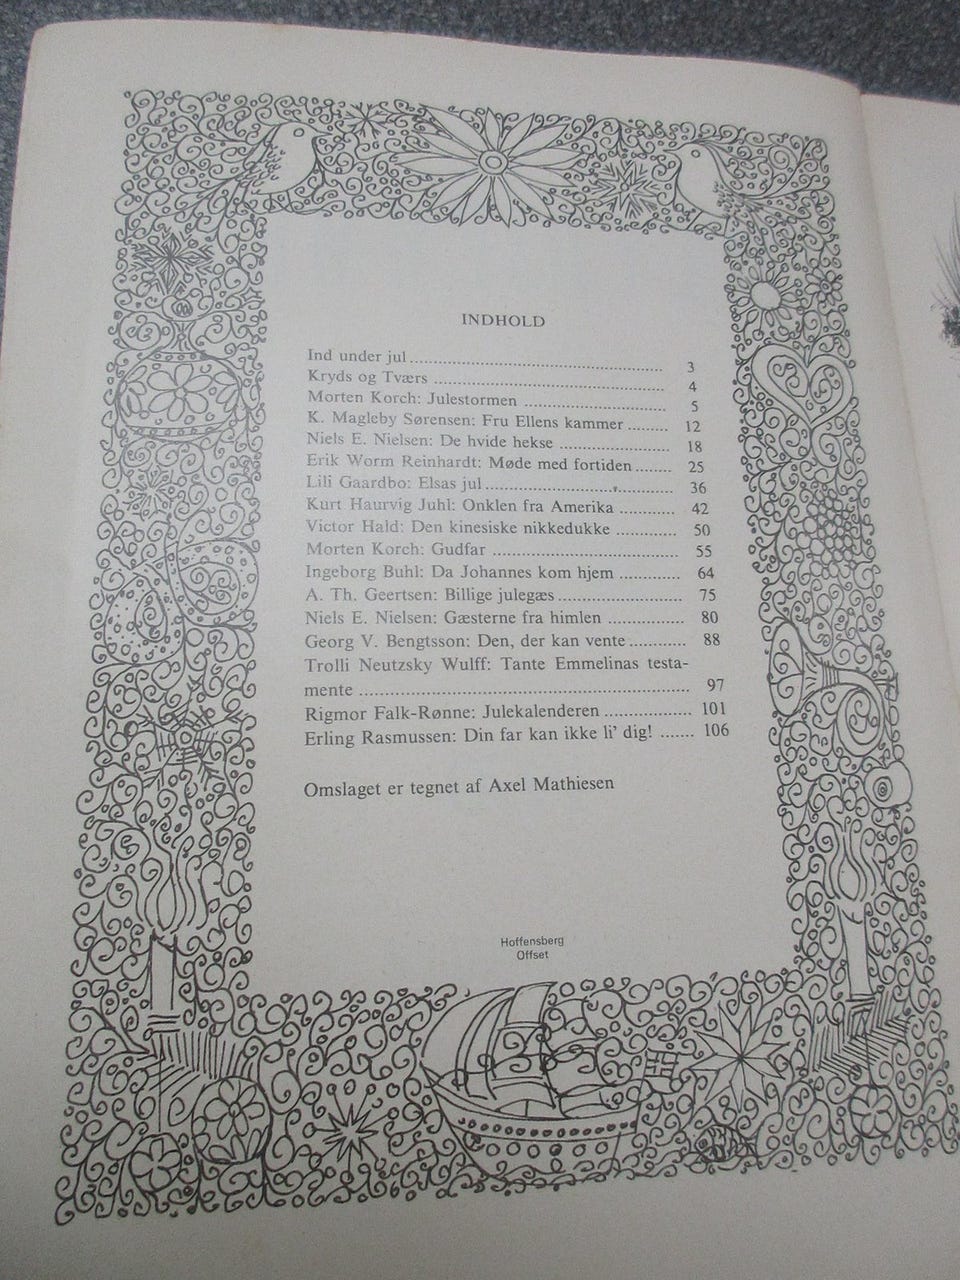 INDHOLD
Ind under jul ........................................................ 3
Kryds og Tværs .................................................... 4
Morten Korch: Julestormen ................................ 5
K. Magleby Sørensen: Fru Ellens kammer ........ 12
Niels E. Nielsen: De hvide hekse ........................ 18
Erik Worm Reinhardt: Møde med fortiden ....... 25
Lili Gaardbo: Elsas jul ........................................ 36
Kurt Haurvig Juhl: Onklen fra Amerika ............ 42
Victor Hald: Den kinesiske nikkedukke ............ 50
Morten Korch: Gudfar ........................................ 55
Ingeborg Buhl: Da Johannes kom hjem ............ 64
A. Th. Geertsen: Billige julegæs ........................ 75
Niels E. Nielsen: Gæsterne fra himlen .............. 80
Georg V. Bengtsson: Den, der kan vente ........... 88
Trolli Neutzsky Wulff: Tante Emmelinas testa-
mente .................................................................. 97
Rigmor Falk-Rønne: Julekalenderen ................. 101
Erling Rasmussen: Din far kan ikke li' dig! ....... 106
Omslaget er tegnet af Axel Mathiesen
Hoffensberg
Offset